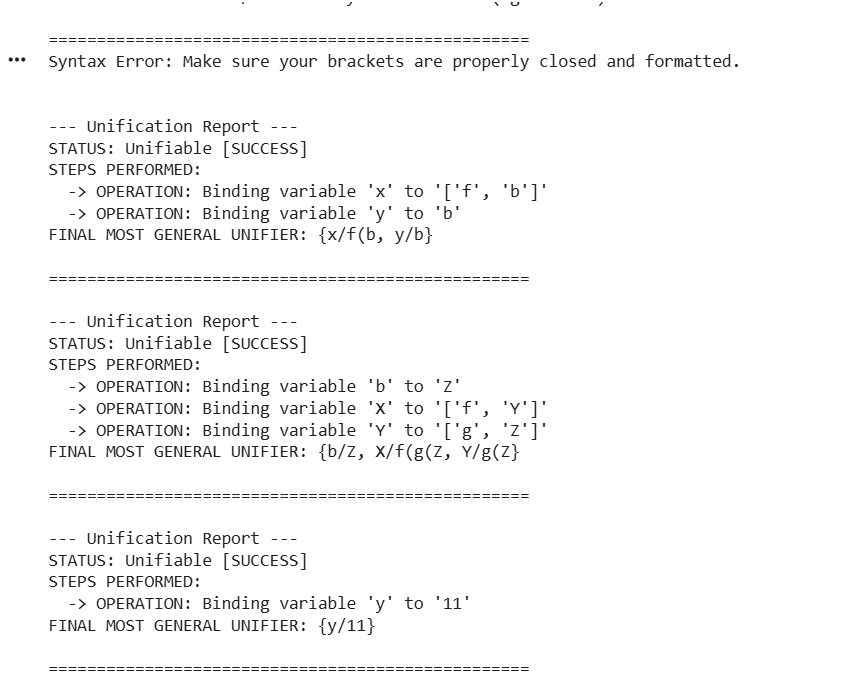 ==================================================
Syntax Error: Make sure your brackets are properly closed and formatted.
--- Unification Report ---
STATUS: Unifiable [SUCCESS]
STEPS PERFORMED:
-> OPERATION: Binding variable 'x' to '['f', 'b']'
-> OPERATION: Binding variable 'y' to 'b'
FINAL MOST GENERAL UNIFIER: {x/f(b, y/b}
==================================================
--- Unification Report ---
STATUS: Unifiable [SUCCESS]
STEPS PERFORMED:
-> OPERATION: Binding variable 'b' to 'Z'
-> OPERATION: Binding variable 'X' to '['f', 'Y']'
-> OPERATION: Binding variable 'Y' to '['g', 'Z']'
FINAL MOST GENERAL UNIFIER: {b/Z, X/f(g(Z, Y/g(Z}
==================================================
--- Unification Report ---
STATUS: Unifiable [SUCCESS]
STEPS PERFORMED:
-> OPERATION: Binding variable 'y' to '11'
FINAL MOST GENERAL UNIFIER: {y/11}
==================================================